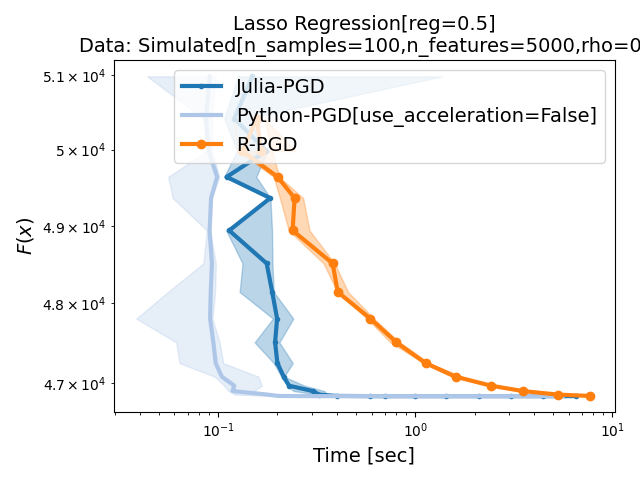 Lasso Regression[reg=0.5]
Data: Simulated[n_samples=100,n_features=5000,rho=0
Julia-PGD
Python-PGD[use_acceleration=False]
R-PGD
F(x)
5.1 × 10⁴
5 × 10⁴
4.9 × 10⁴
4.8 × 10⁴
4.7 × 10⁴
10⁻¹
10⁰
10¹
Time [sec]